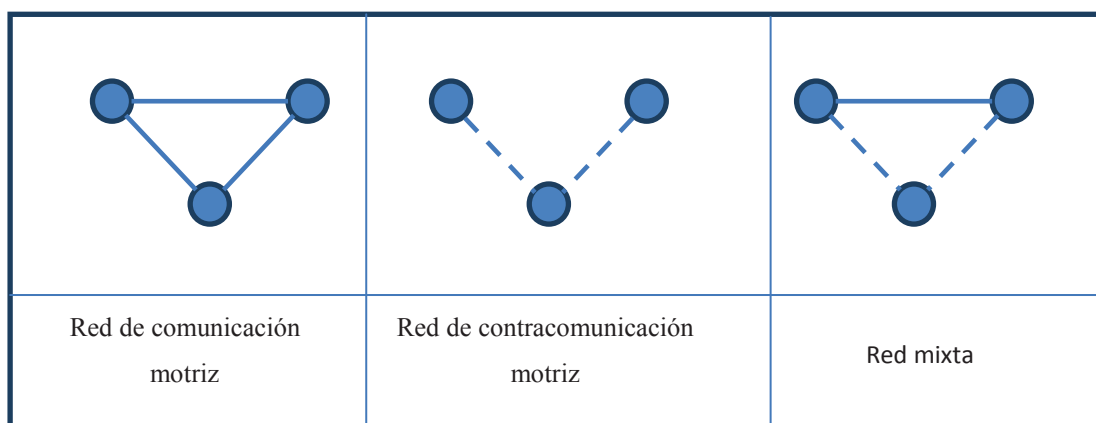 Red de comunicación
motriz
Red de contracomunicación
motriz
Red mixta